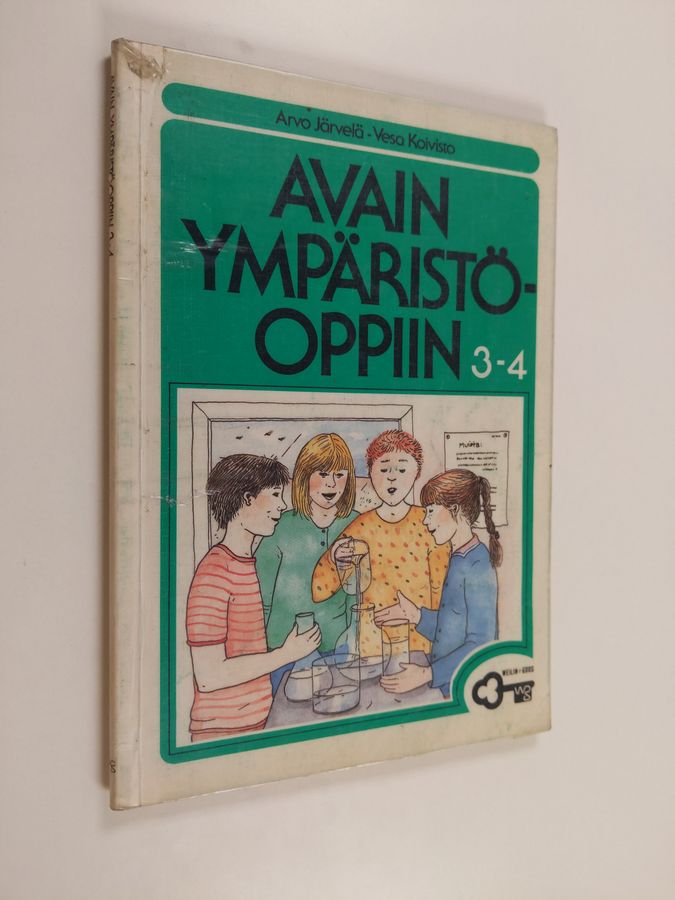 Arvo Järvelä - Vesa Koivisto
AVAIN
YMPÄRISTÖ-
OPPIIN 3-4
Muista:
WEILIN+GÖÖS